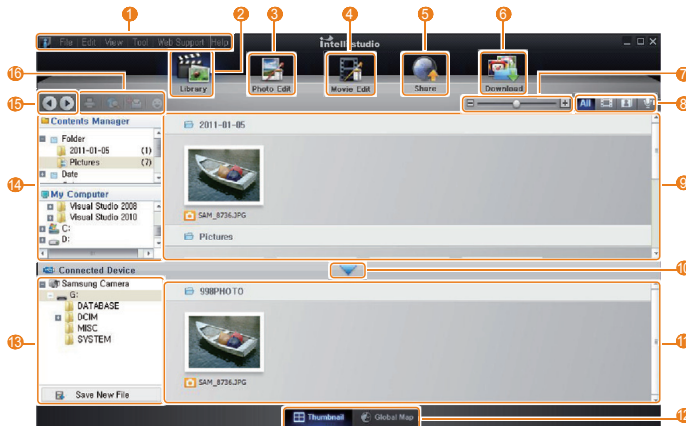 1 2 3 4 5 6
File Edit View Tool Web Support Help
Intelli-studio
Library Photo Edit Movie Edit Share Download
16 7
15 All 8
Contents Manager
Folder
2011-01-05 (1)
Pictures (7)
Date
2011-01-05
SAM_8736.JPG
Pictures
14 9
My Computer
Visual Studio 2008
Visual Studio 2010
C:
D:
Connected Device 10
Samsung Camera
G:
DATABASE
DCIM
MISC
SYSTEM
998PHOTO
SAM_8736.JPG
13 11
Save New File
Thumbnail Global Map 12